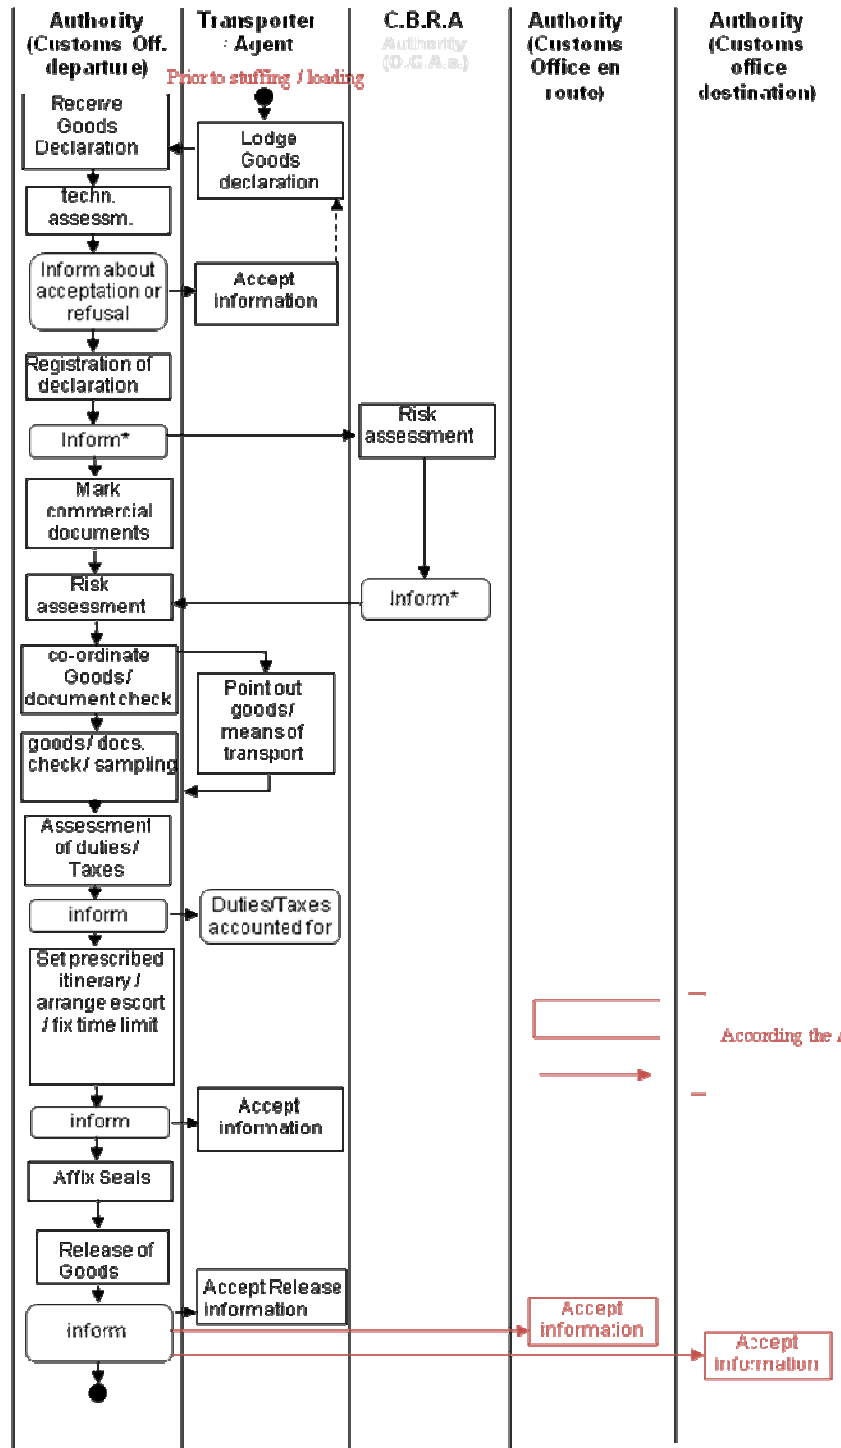 Authority
(Customs Off.
departure)
Transporter
: Agent
C.B.R.A
Authority
(O.G.A.s.)
Authority
(Customs
Office en
route)
Authority
(Customs
office
destination)
Prior to stuffing / loading
Receive
Goods
Declaration
Lodge
Goods
declaration
techn.
assessm.
Inform about
acceptation or
refusal
Accept
information
Registration of
declaration
Inform*
Risk
assessment
Mark
commercial
documents
Risk
assessment
Inform*
co-ordinate
Goods/
document check
Point out
goods/
means of
transport
goods/ docs.
check/ sampling
Assessment
of duties/
Taxes
inform
Duties/Taxes
accounted for
Set prescribed
itinerary /
arrange escort
/ fix time limit
According the
inform
Accept
information
Affix Seals
Release of
Goods
Accept Release
information
inform
Accept
information
Accept
information